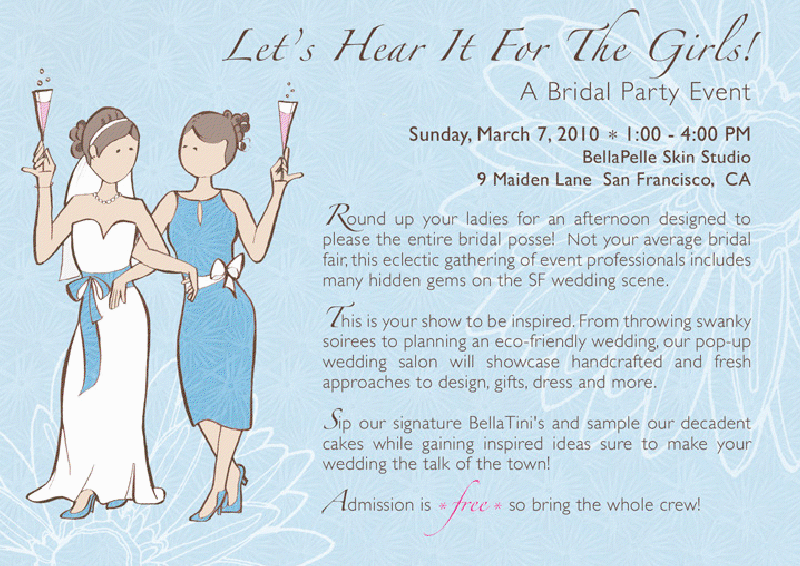 Let's Hear It For The Girls!
A Bridal Party Event
Sunday, March 7, 2010 * 1:00 - 4:00 PM
BellaPelle Skin Studio
9 Maiden Lane San Francisco, CA
Round up your ladies for an afternoon designed to
please the entire bridal posse! Not your average bridal
fair, this eclectic gathering of event professionals includes
many hidden gems on the SF wedding scene.
This is your show to be inspired. From throwing swanky
soirees to planning an eco-friendly wedding, our pop-up
wedding salon will showcase handcrafted and fresh
approaches to design, gifts, dress and more.
Sip our signature BellaTini's and sample our decadent
cakes while gaining inspired ideas sure to make your
wedding the talk of the town!
Admission is *free* so bring the whole crew!